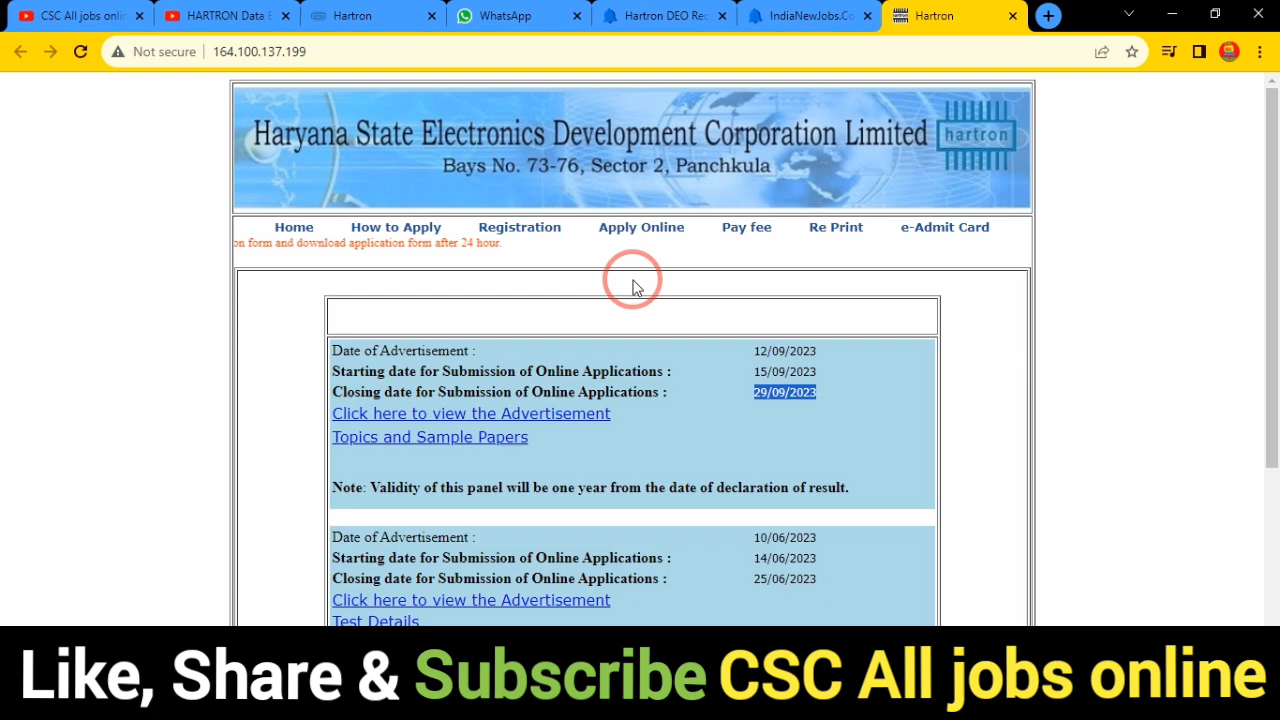 CSC All jobs onli
HARTRON Data E
Hartron
WhatsApp
Hartron DEO Rec
IndiaNewJobs.Co
Hartron
Not secure
164.100.137.199
Haryana State Electronics Development Corporation Limited
hartron
Bays No. 73-76, Sector 2, Panchkula
Home How to Apply Registration Apply Online Pay fee Re Print e-Admit Card
on form and download application form after 24 hour.
Date of Advertisement : 12/09/2023
Starting date for Submission of Online Applications : 15/09/2023
Closing date for Submission of Online Applications : 29/09/2023
Click here to view the Advertisement
Topics and Sample Papers
Note: Validity of this panel will be one year from the date of declaration of result.
Date of Advertisement : 10/06/2023
Starting date for Submission of Online Applications : 14/06/2023
Closing date for Submission of Online Applications : 25/06/2023
Click here to view the Advertisement
Test Details
Like, Share & Subscribe CSC All jobs online